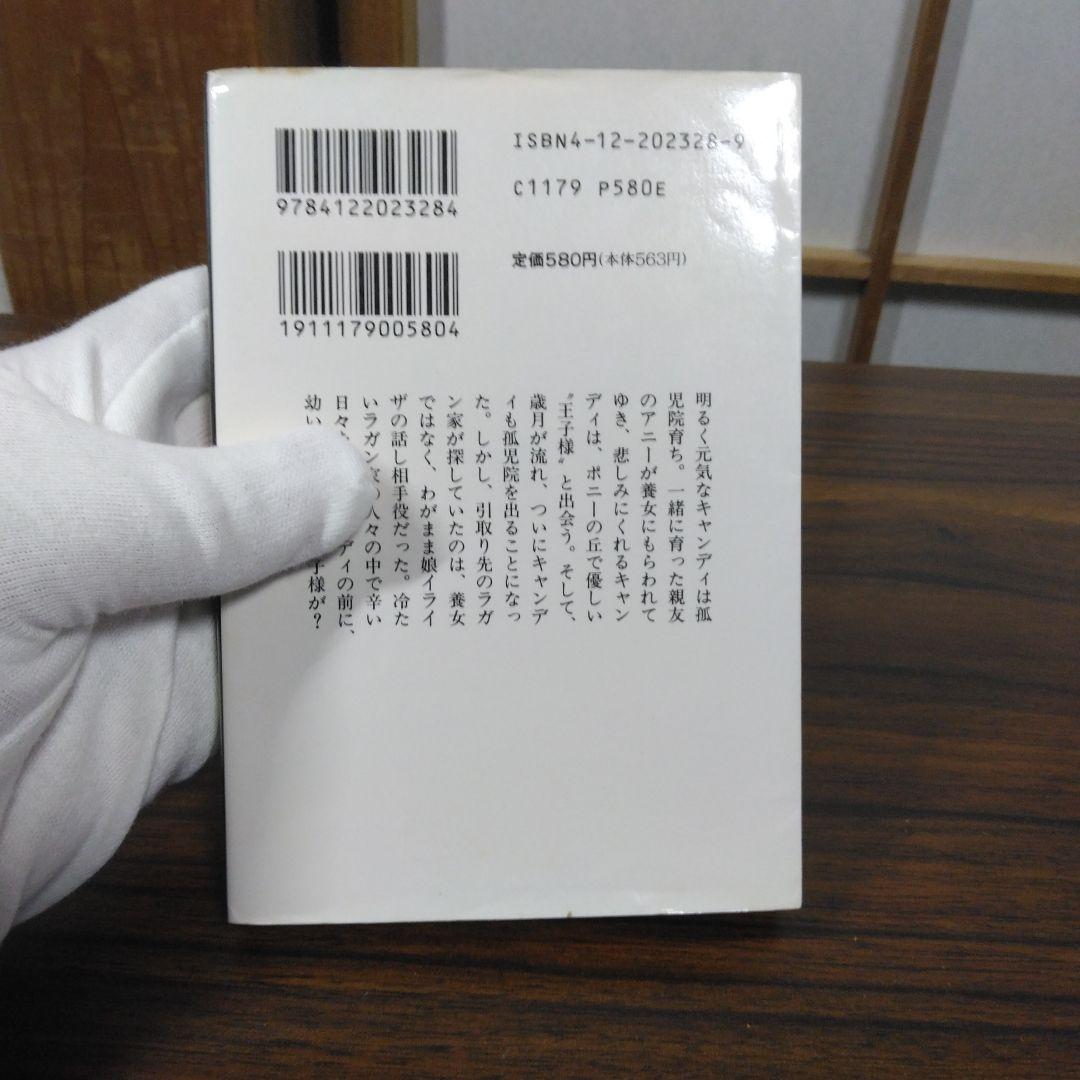 ISBN4-12-202328-9
C1179 P580E
9784122023284
定価580円(本体563円)
1911179005804
明るく元気なキャンディは孤
児院育ち。一緒に育った親友
のアニーが養女にもらわれて
ゆき、悲しみにくれるキャン
ディは、ポニーの丘で優しい
〝王子様〟と出会う。そして、
歳月が流れ、ついにキャンデ
ィも孤児院を出ることになっ
た。しかし、引取り先のラガ
ン家が探していたのは、養女
ではなく、わがまま娘イライ
ザの話し相手役だった。冷た
いラガン家の人々の中で辛い
日々 ディの前に、
幼い 子様が？